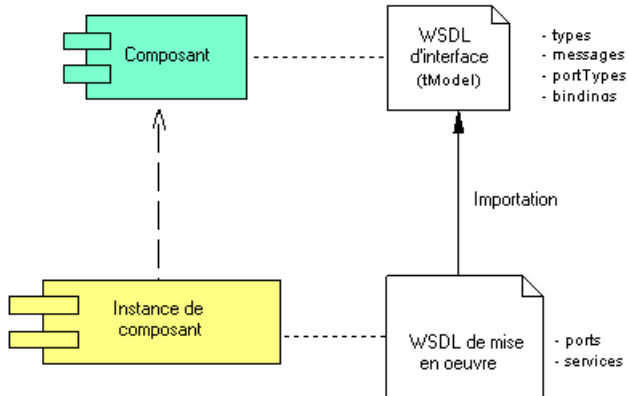 Composant
WSDL
d'interface
(tModel)
- types
- messages
- portTypes
- bindings
Importation
Instance de
composant
WSDL de mise
en oeuvre
- ports
- services